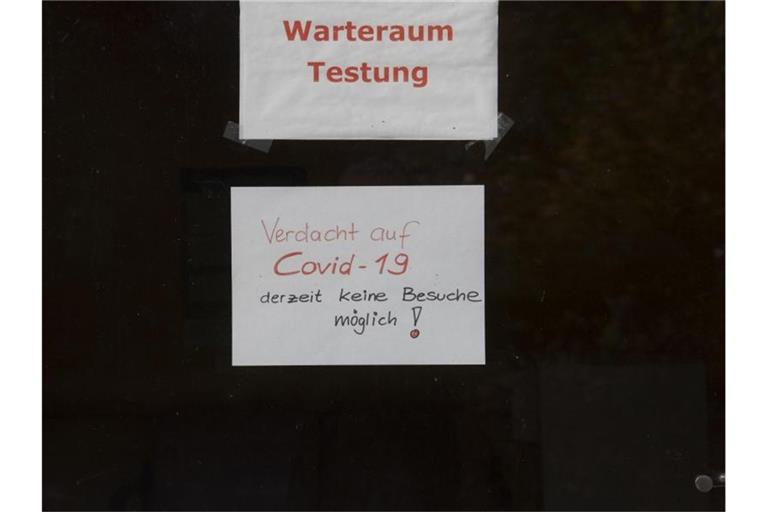 Warteraum
Testung
Verdacht auf
Covid-19
derzeit keine Besuche
möglich!